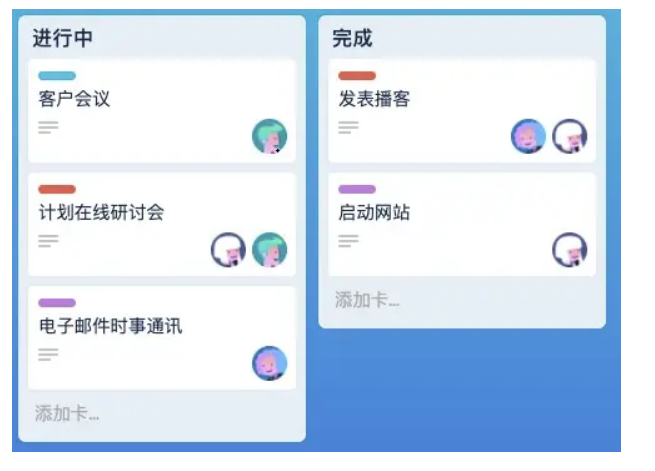 进行中
客户会议
计划在线研讨会
电子邮件时事通讯
添加卡...
完成
发表播客
启动网站
添加卡...